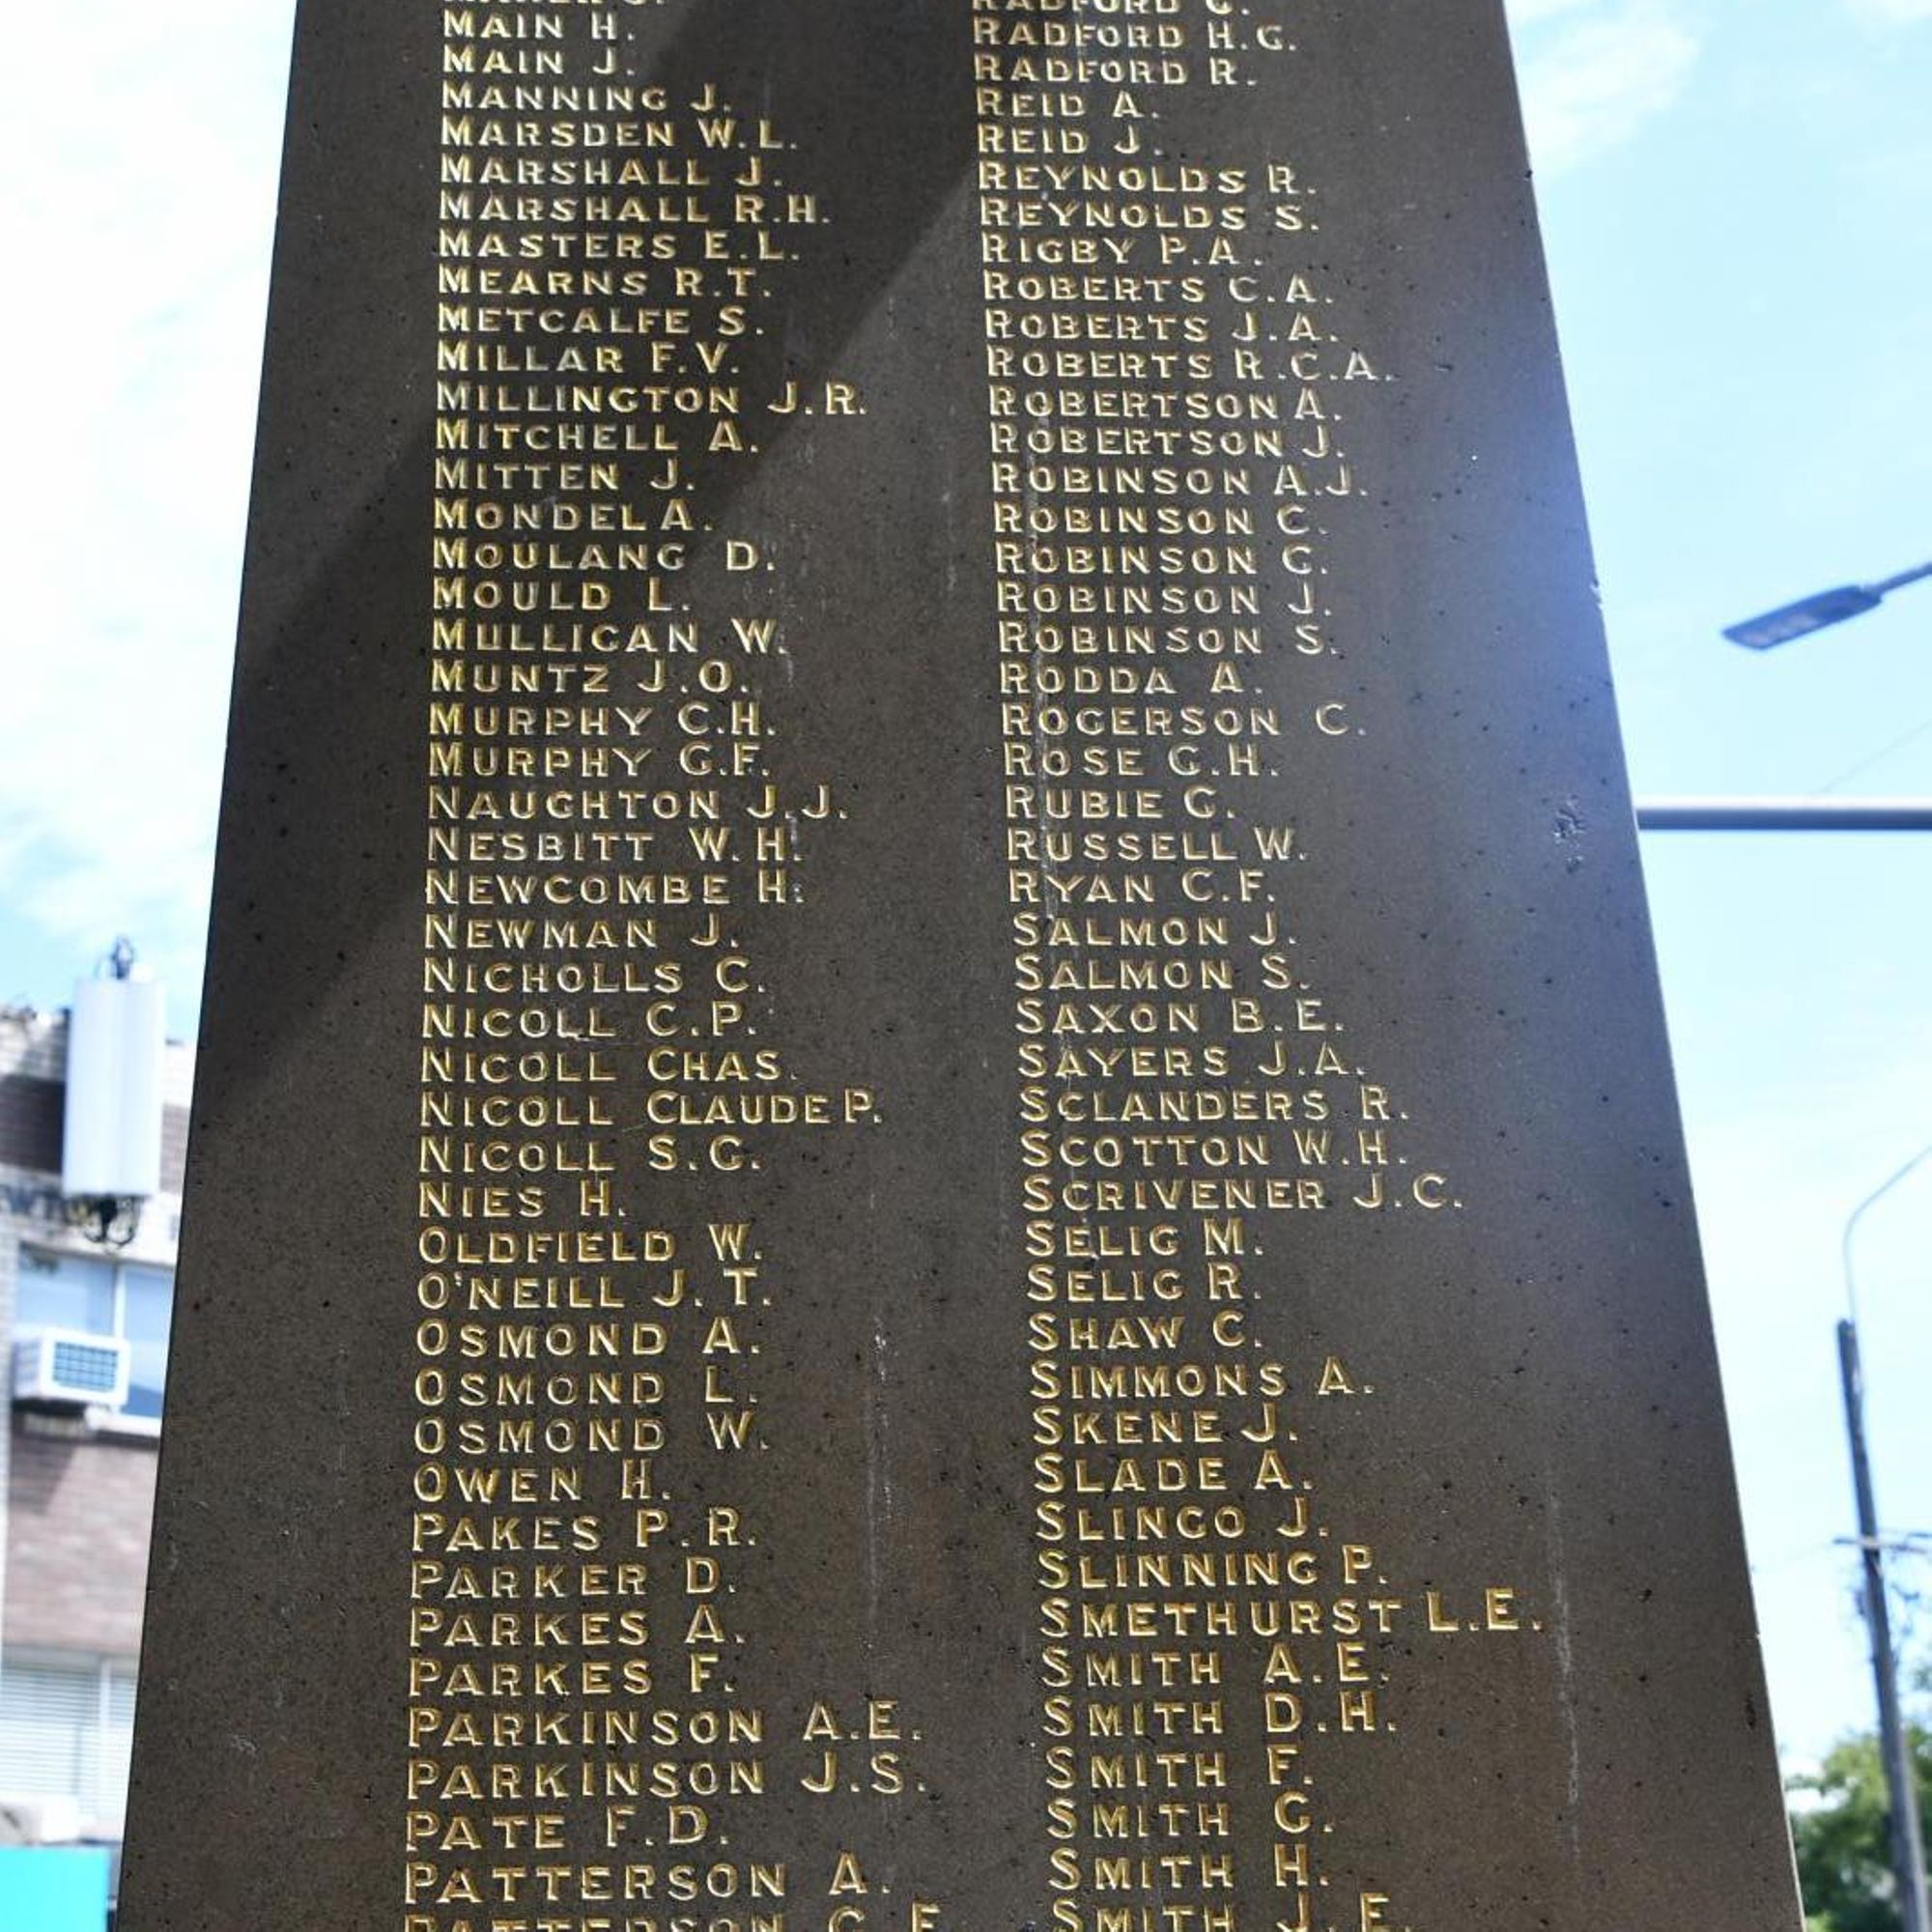 MAIN H.
MAIN J.
MANNING J.
MARSDEN W.L.
MARSHALL J.
MARSHALL R.H.
MASTERS E.L.
MEARNS R.T.
METCALFE S.
MILLAR F.V.
MILLINGTON J.R.
MITCHELL A.
MITTEN J.
MONDEL A.
MOULANG D.
MOULD L.
MULLIGAN W.
MUNTZ J.O.
MURPHY C.H.
MURPHY G.F.
NAUGHTON J.J.
NESBITT W.H.
NEWCOMBE H.
NEWMAN J.
NICHOLLS C.
NICOLL C.P.
NICOLL CHAS.
NICOLL CLAUDE P.
NICOLL S.G.
NIES H.
OLDFIELD W.
O'NEILL J.T.
OSMOND A.
OSMOND L.
OSMOND W.
OWEN H.
PAKES P.R.
PARKER D.
PARKES A.
PARKES F.
PARKINSON A.E.
PARKINSON J.S.
PATE F.D.
PATTERSON A.
PATTERSON
RADFORD
RADFORD H.G.
RADFORD R.
REID A.
REID J.
REYNOLDS R.
REYNOLDS S.
RIGBY P.A.
ROBERTS C.A.
ROBERTS J.A.
ROBERTS R.C.A.
ROBERTSON A.
ROBERTSON J.
ROBINSON A.J.
ROBINSON C.
ROBINSON G.
ROBINSON J.
ROBINSON S.
RODDA A.
ROGERSON C.
ROSE G.H.
RUBIE G.
RUSSELL W.
RYAN C.F.
SALMON J.
SALMON S.
SAXON B.E.
SAYERS J.A.
SCLANDERS R.
SCOTTON W.H.
SCRIVENER J.C.
SELIG M.
SELIG R.
SHAW C.
SIMMONS A.
SKENE J.
SLADE A.
SLINGO J.
SLINNING P.
SMETHURST L.E.
SMITH A.E.
SMITH D.H.
SMITH F.
SMITH G.
SMITH H.
SMITH J.E.